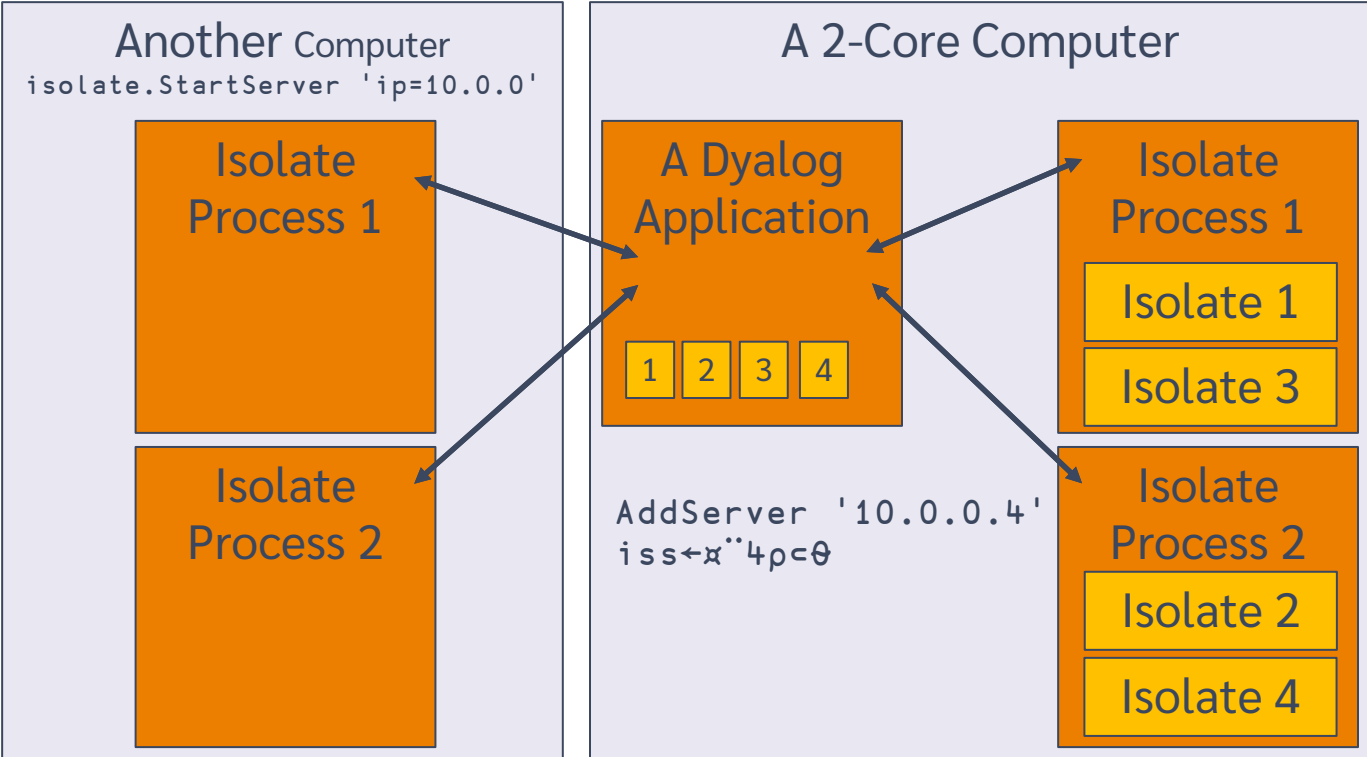 Another Computer
isolate.StartServer 'ip=10.0.0'
Isolate
Process 1
Isolate
Process 2
A 2-Core Computer
A Dyalog
Application
1 2 3 4
AddServer '10.0.0.4'
iss←¤¨4⍴⊂⍬
Isolate
Process 1
Isolate 1
Isolate 3
Isolate
Process 2
Isolate 2
Isolate 4